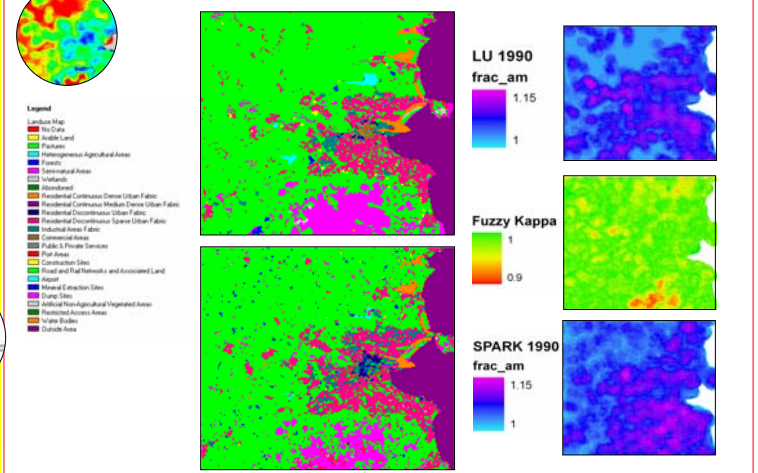 Legend
Landuse Map
No Data
Arable Land
Pastures
Heterogeneous Agricultural Areas
Forests
Semi-natural Areas
Wetlands
Abandoned
Residential Continuous Dense Urban Fabric
Residential Continuous Medium Dense Urban Fabric
Residential Discontinuous Urban Fabric
Residential Discontinuous Sparse Urban Fabric
Industrial Areas Fabric
Commercial Areas
Public & Private Services
Port Areas
Construction Sites
Road and Rail Networks and Associated Land
Airport
Mineral Extraction Sites
Dump Sites
Artificial Non-Agricultural Vegetated Areas
Restricted Access Areas
Water Bodies
Outside Area
LU 1990
frac_am
1.15
1
Fuzzy Kappa
1
0.9
SPARK 1990
frac_am
1.15
1